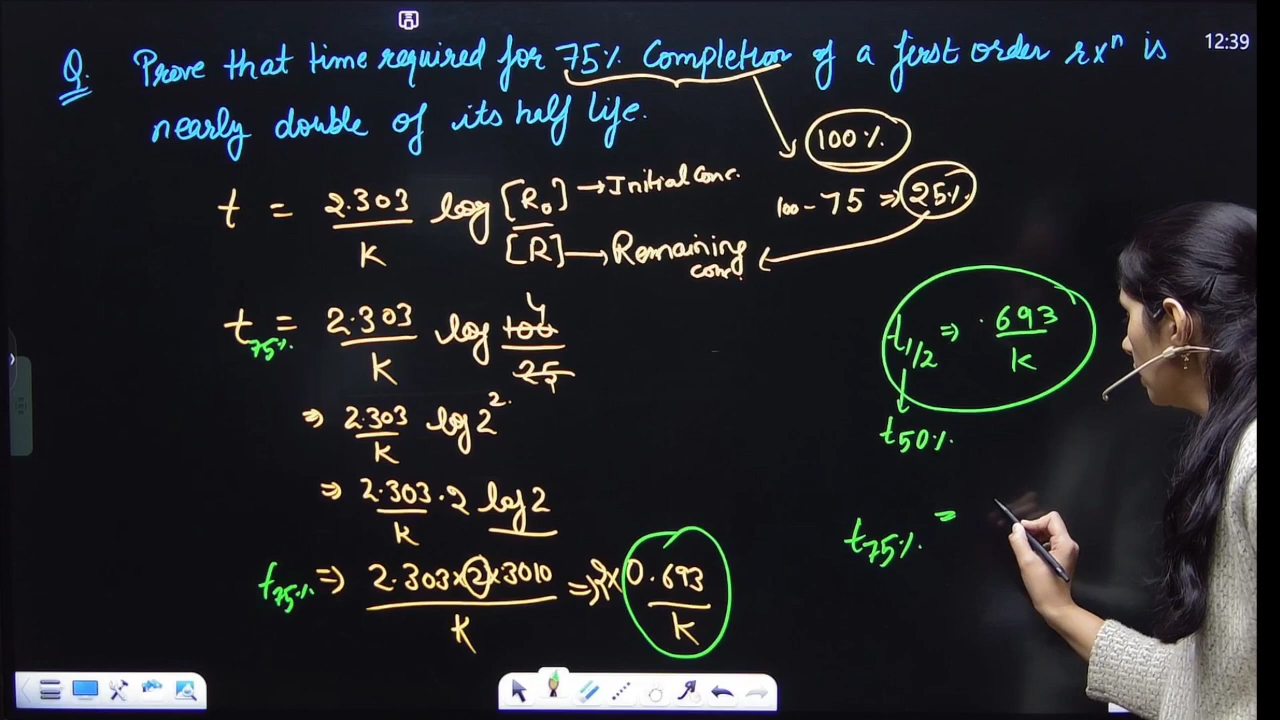 12:39
Q. Prove that time required for 75% Completion of a first order rxⁿ is
nearly double of its half life.
100%
100 - 75 ⇒ 25%
t = 2.303/K log [R₀]/[R]
→ Initial Conc.
→ Remaining conc.
t75% = 2.303/K log 100/25 4
⇒ 2.303/K log 2².
⇒ 2.303/K · 2 log 2
t75% ⇒ 2.303×2×.3010/K ⇒ 2× 0.693/K
t1/2 ⇒ .693/K
t50%.
t75% =